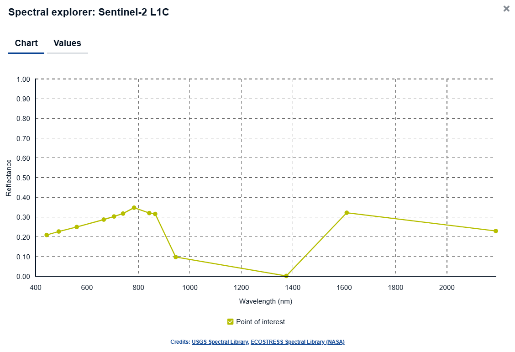 Spectral explorer: Sentinel-2 L1C
×
Chart Values
1.00
0.90
0.80
0.70
0.60
0.50
0.40
0.30
0.20
0.10
0.00
Reflectance
400 600 800 1000 1200 1400 1600 1800 2000
Wavelength (nm)
Point of interest
Credits: USGS Spectral Library, ECOSTRESS Spectral Library (NASA)